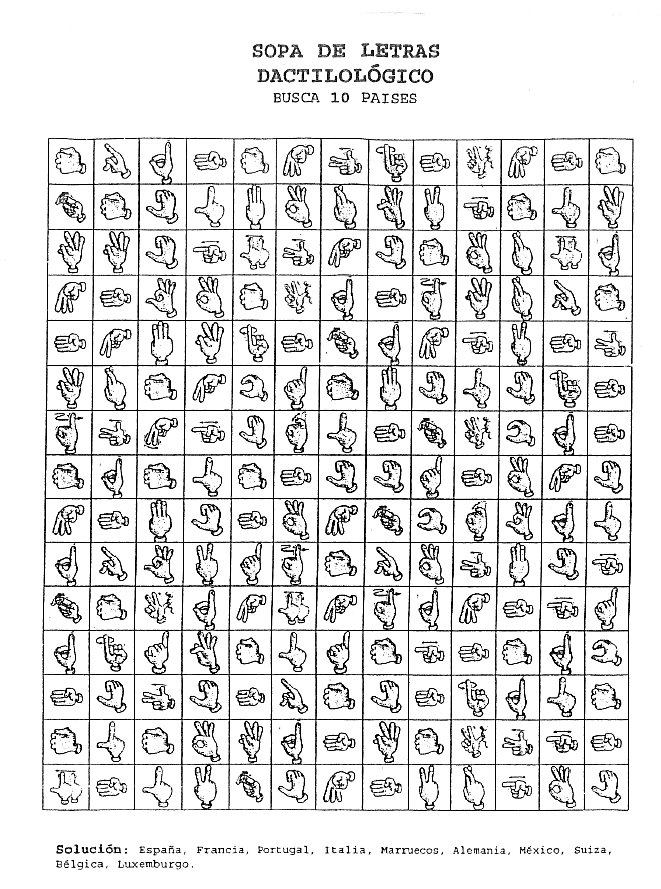 SOPA DE LETRAS
DACTILOLÓGICO
BUSCA 10 PAISES
Solución: España, Francia, Portugal, Italia, Marruecos, Alemania, México, Suiza,
Bélgica, Luxemburgo.